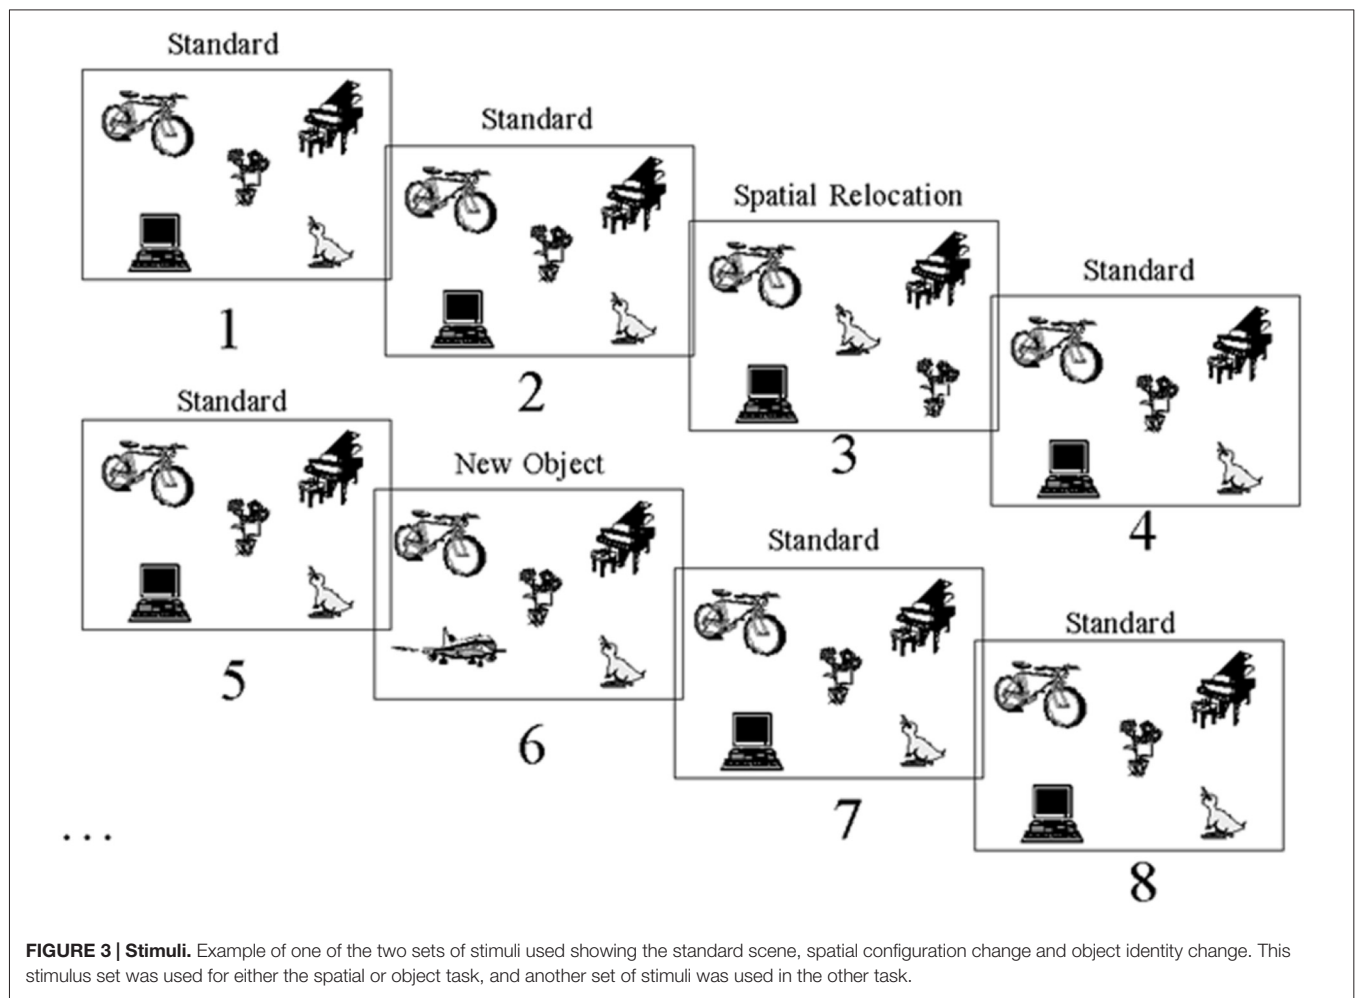 Standard
Standard
Spatial Relocation
Standard
1
2
3
4
Standard
New Object
Standard
Standard
5
6
7
8
...
FIGURE 3 | Stimuli. Example of one of the two sets of stimuli used showing the standard scene, spatial configuration change and object identity change. This
stimulus set was used for either the spatial or object task, and another set of stimuli was used in the other task.